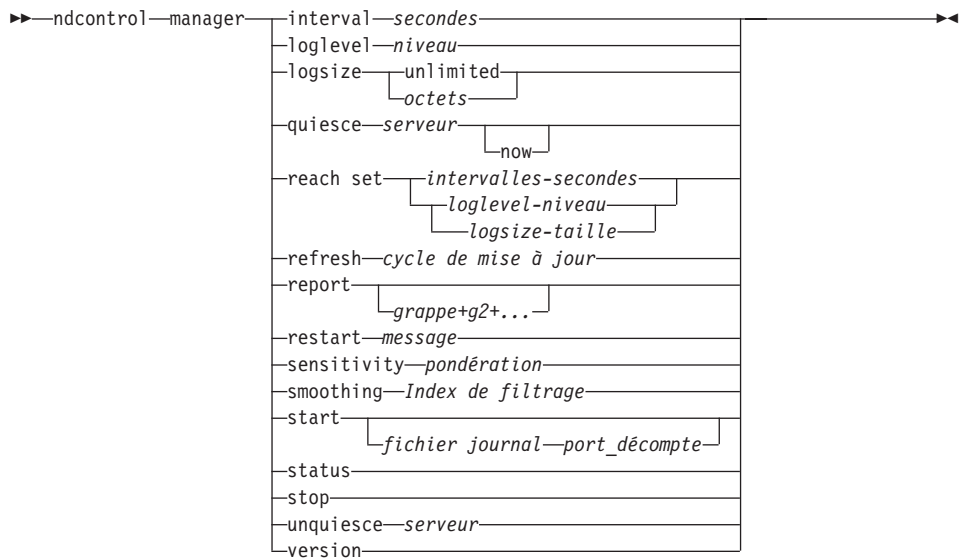 ndcontrol manager interval secondes
loglevel niveau
logsize unlimited
octets
quiesce serveur
now
reach set intervalles-secondes
loglevel-niveau
logsize-taille
refresh cycle de mise à jour
report
grappe+g2+...
restart message
sensitivity pondération
smoothing Index de filtrage
start
fichier journal port_décompte
status
stop
unquiesce serveur
version